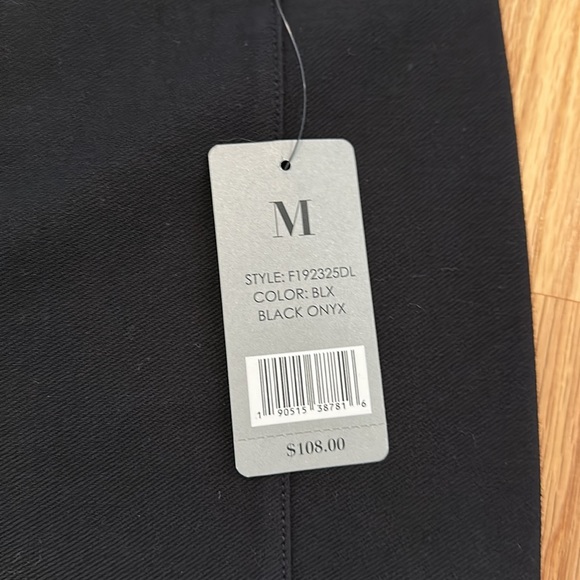 M
STYLE: F192325DL
COLOR: BLX
BLACK ONYX
1 90515 38781 6
$108.00